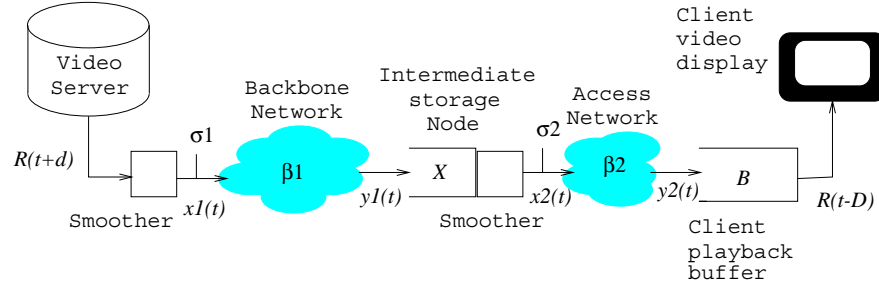 Video
Server
R(t+d)
Smoother
σ1
x1(t)
Backbone
Network
β1
y1(t)
Intermediate
storage
Node
X
Smoother
σ2
x2(t)
Access
Network
β2
y2(t)
B
Client
playback
buffer
R(t-D)
Client
video
display